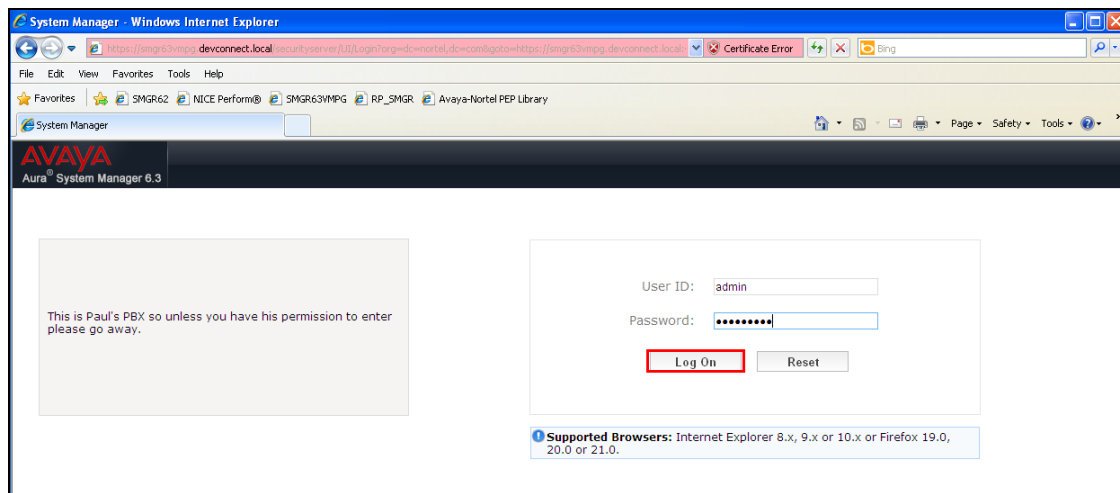 System Manager - Windows Internet Explorer
https://smgr63vmpg.devconnect.local/securityserver/UI/Login?org=dc=nortel,dc=com&goto=https://smgr63vmpg.devconnect.local:
Certificate Error
Bing
File Edit View Favorites Tools Help
Favorites SMGR62 NICE Perform® SMGR63VMPG RP_SMGR Avaya-Nortel PEP Library
System Manager
Page Safety Tools
AVAYA
Aura® System Manager 6.3
This is Paul's PBX so unless you have his permission to enter
please go away.
User ID: admin
Password: •••••••••
Log On Reset
Supported Browsers: Internet Explorer 8.x, 9.x or 10.x or Firefox 19.0,
20.0 or 21.0.